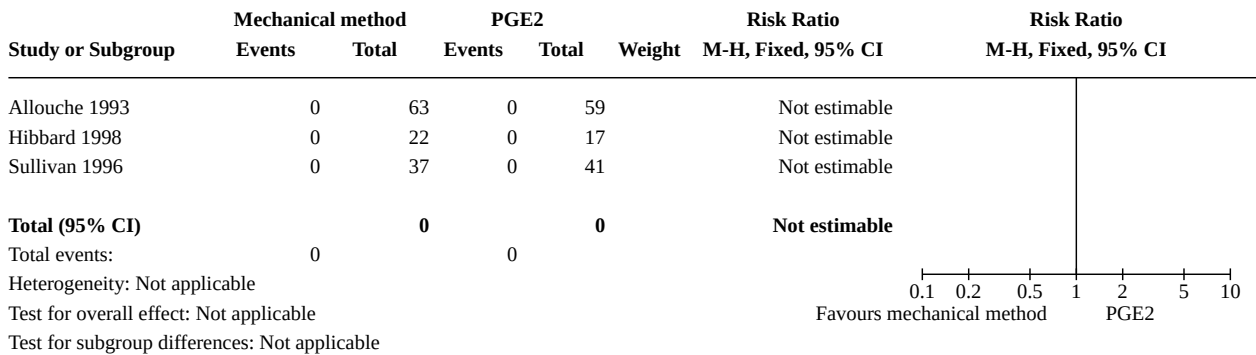 Mechanical method PGE2 Risk Ratio Risk Ratio
Study or Subgroup Events Total Events Total Weight M-H, Fixed, 95% CI M-H, Fixed, 95% CI
Allouche 1993 0 63 0 59 Not estimable
Hibbard 1998 0 22 0 17 Not estimable
Sullivan 1996 0 37 0 41 Not estimable
Total (95% CI) 0 0 Not estimable
Total events: 0 0
Heterogeneity: Not applicable
0.1 0.2 0.5 1 2 5 10
Test for overall effect: Not applicable Favours mechanical method PGE2
Test for subgroup differences: Not applicable